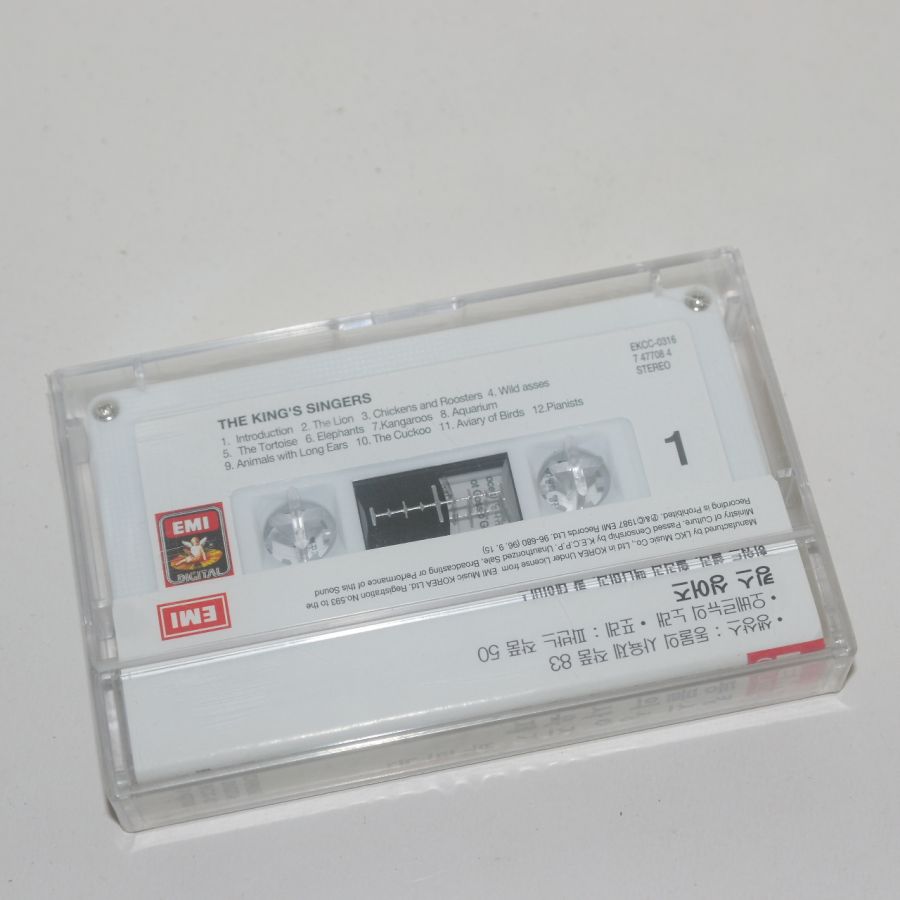 THE KING'S SINGERS
EKCC-0316
7 47708 4
STEREO
1. Introduction 2. The Lion 3. Chickens and Roosters 4. Wild asses
5. The Tortoise 6. Elephants 7.Kangaroos 8. Aquarium
9. Animals with Long Ears 10. The Cuckoo 11. Aviary of Birds 12.Pianists
1
EMI
DIGITAL
EMI
Manufactured by LKD Music Co., Ltd in KOREA Under License from EMI Music KOREA Ltd. Registration No.593 to the
Ministry of Culture. Passed Censorship by K.E.C.P.P. Unauthorized Sale, Broadcasting or Performance of this Sound
Recording is Prohibited. ℗&©1987 EMI Records Ltd. 96-680 (96. 9. 15)
킹스 싱어즈
• 오베르뉴의 노래 • 포레 : 파반느 작품 50
생상스 : 동물의 사육제 작품 83